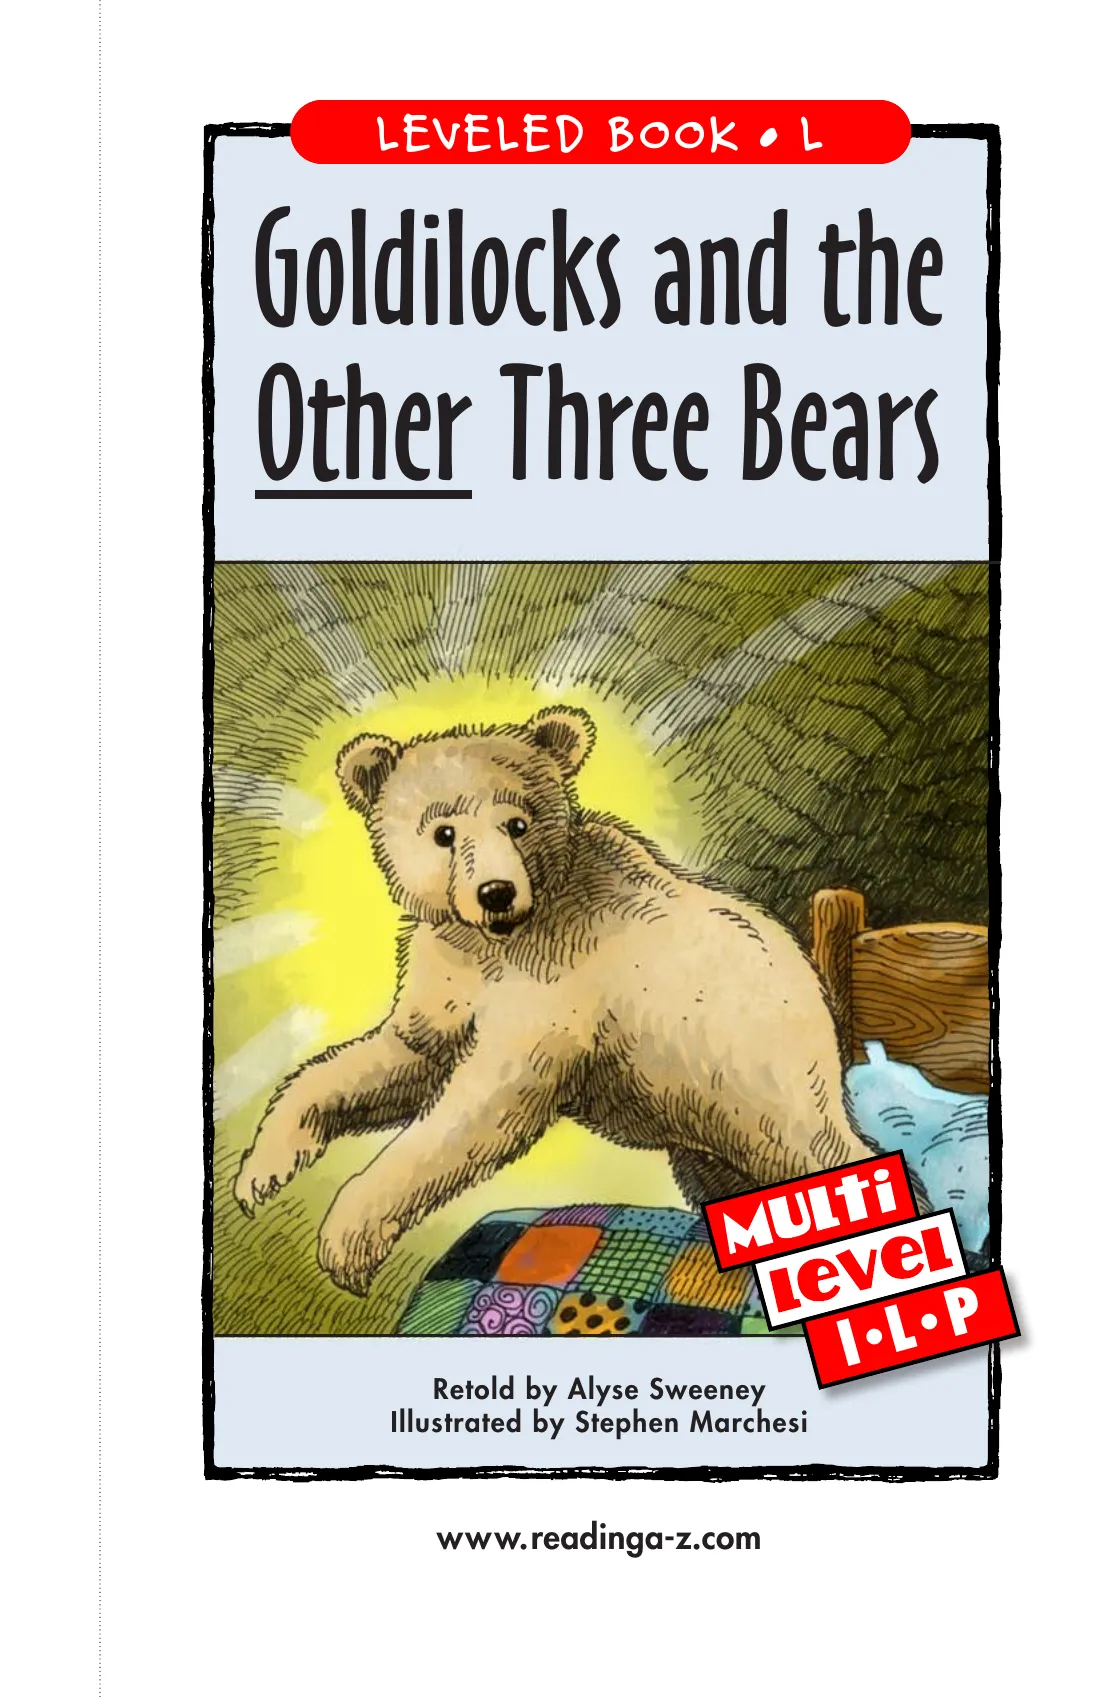 LEVELED BOOK • L
Goldilocks and the
Other Three Bears
Multi
level
I•L•P
Retold by Alyse Sweeney
Illustrated by Stephen Marchesi
www.readinga-z.com